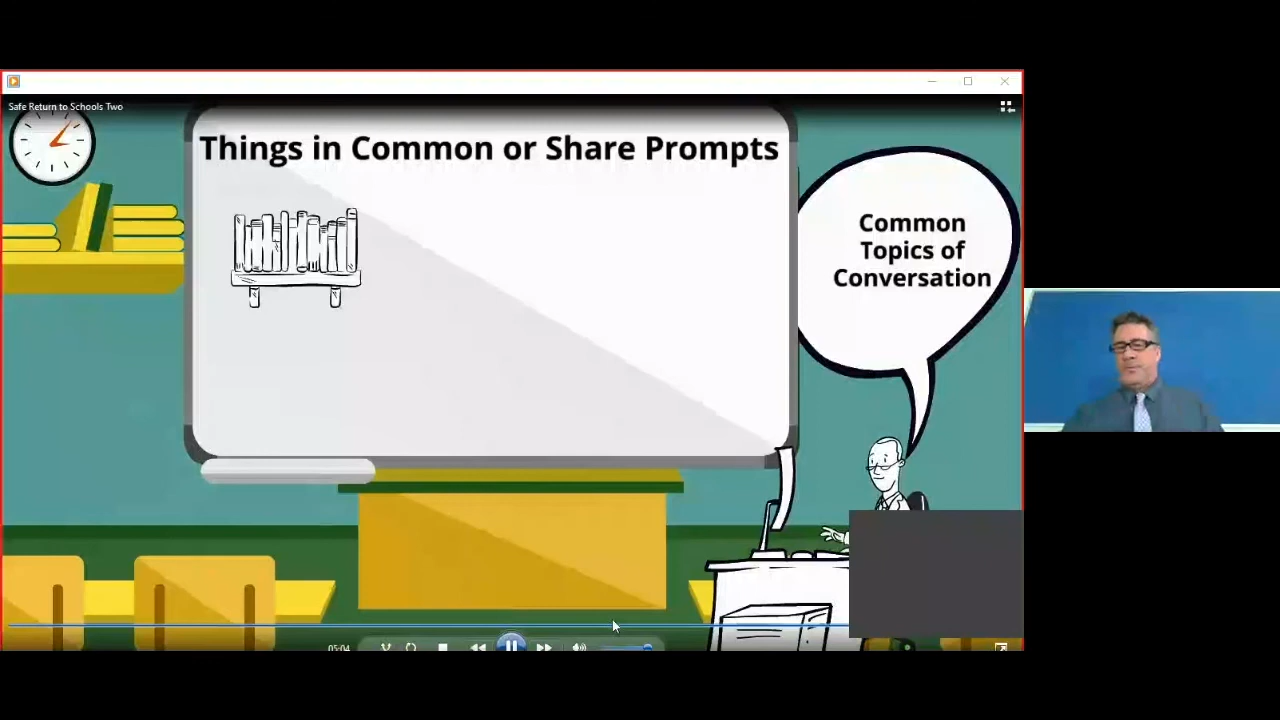 Safe Return to Schools Two
Things in Common or Share Prompts
Common
Topics of
Conversation
05:04